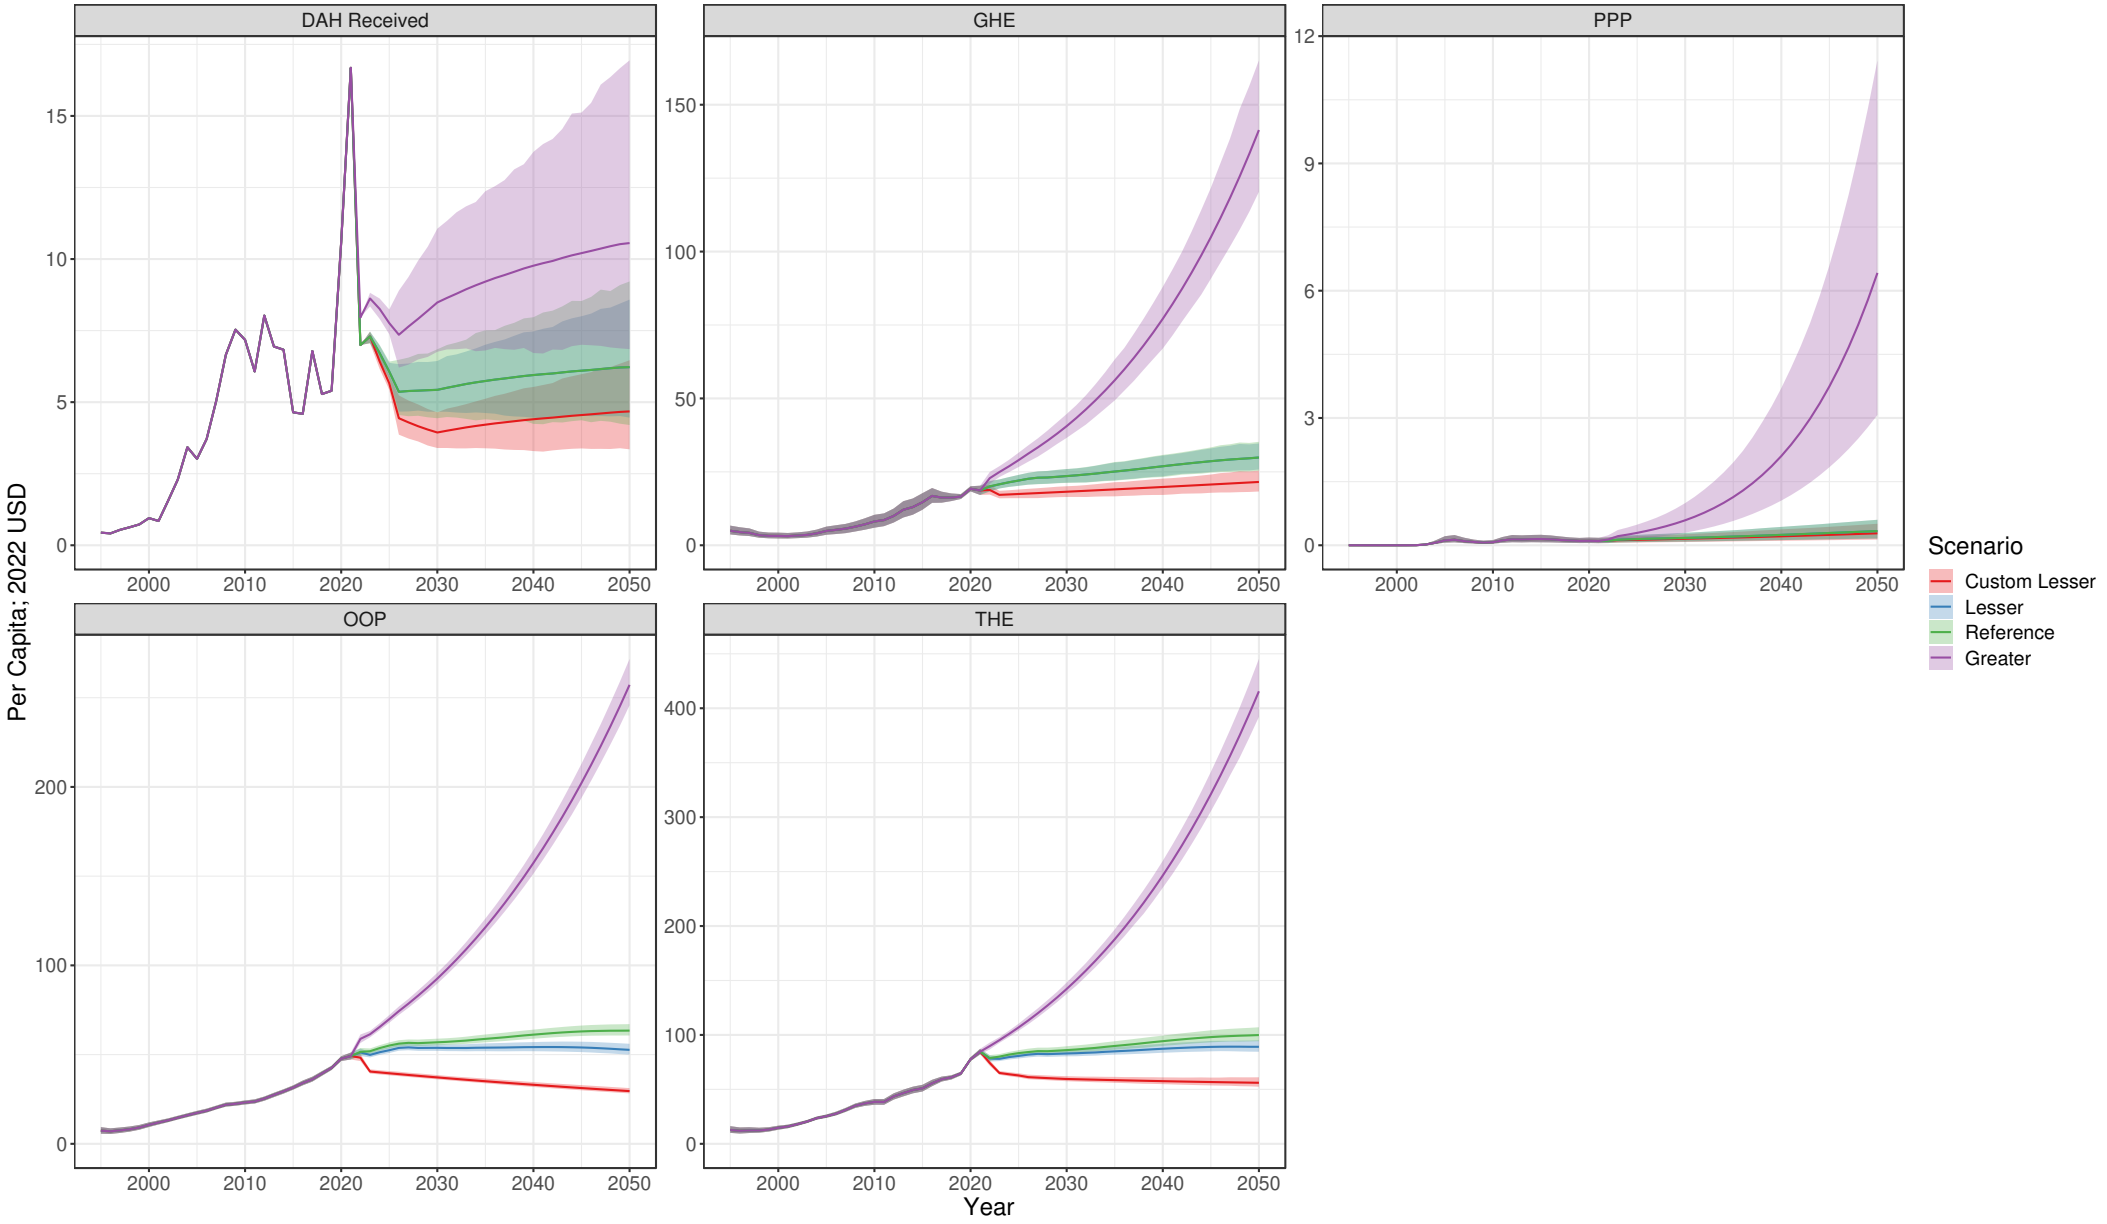 DAH Received
GHE
PPP
15
10
5
0
150
100
50
0
12
9
6
3
0
2000 2010 2020 2030 2040 2050
2000 2010 2020 2030 2040 2050
2000 2010 2020 2030 2040 2050
OOP
THE
200
100
0
400
300
200
100
0
2000 2010 2020 2030 2040 2050
2000 2010 2020 2030 2040 2050
Per Capita; 2022 USD
Year
Scenario
Custom Lesser
Lesser
Reference
Greater